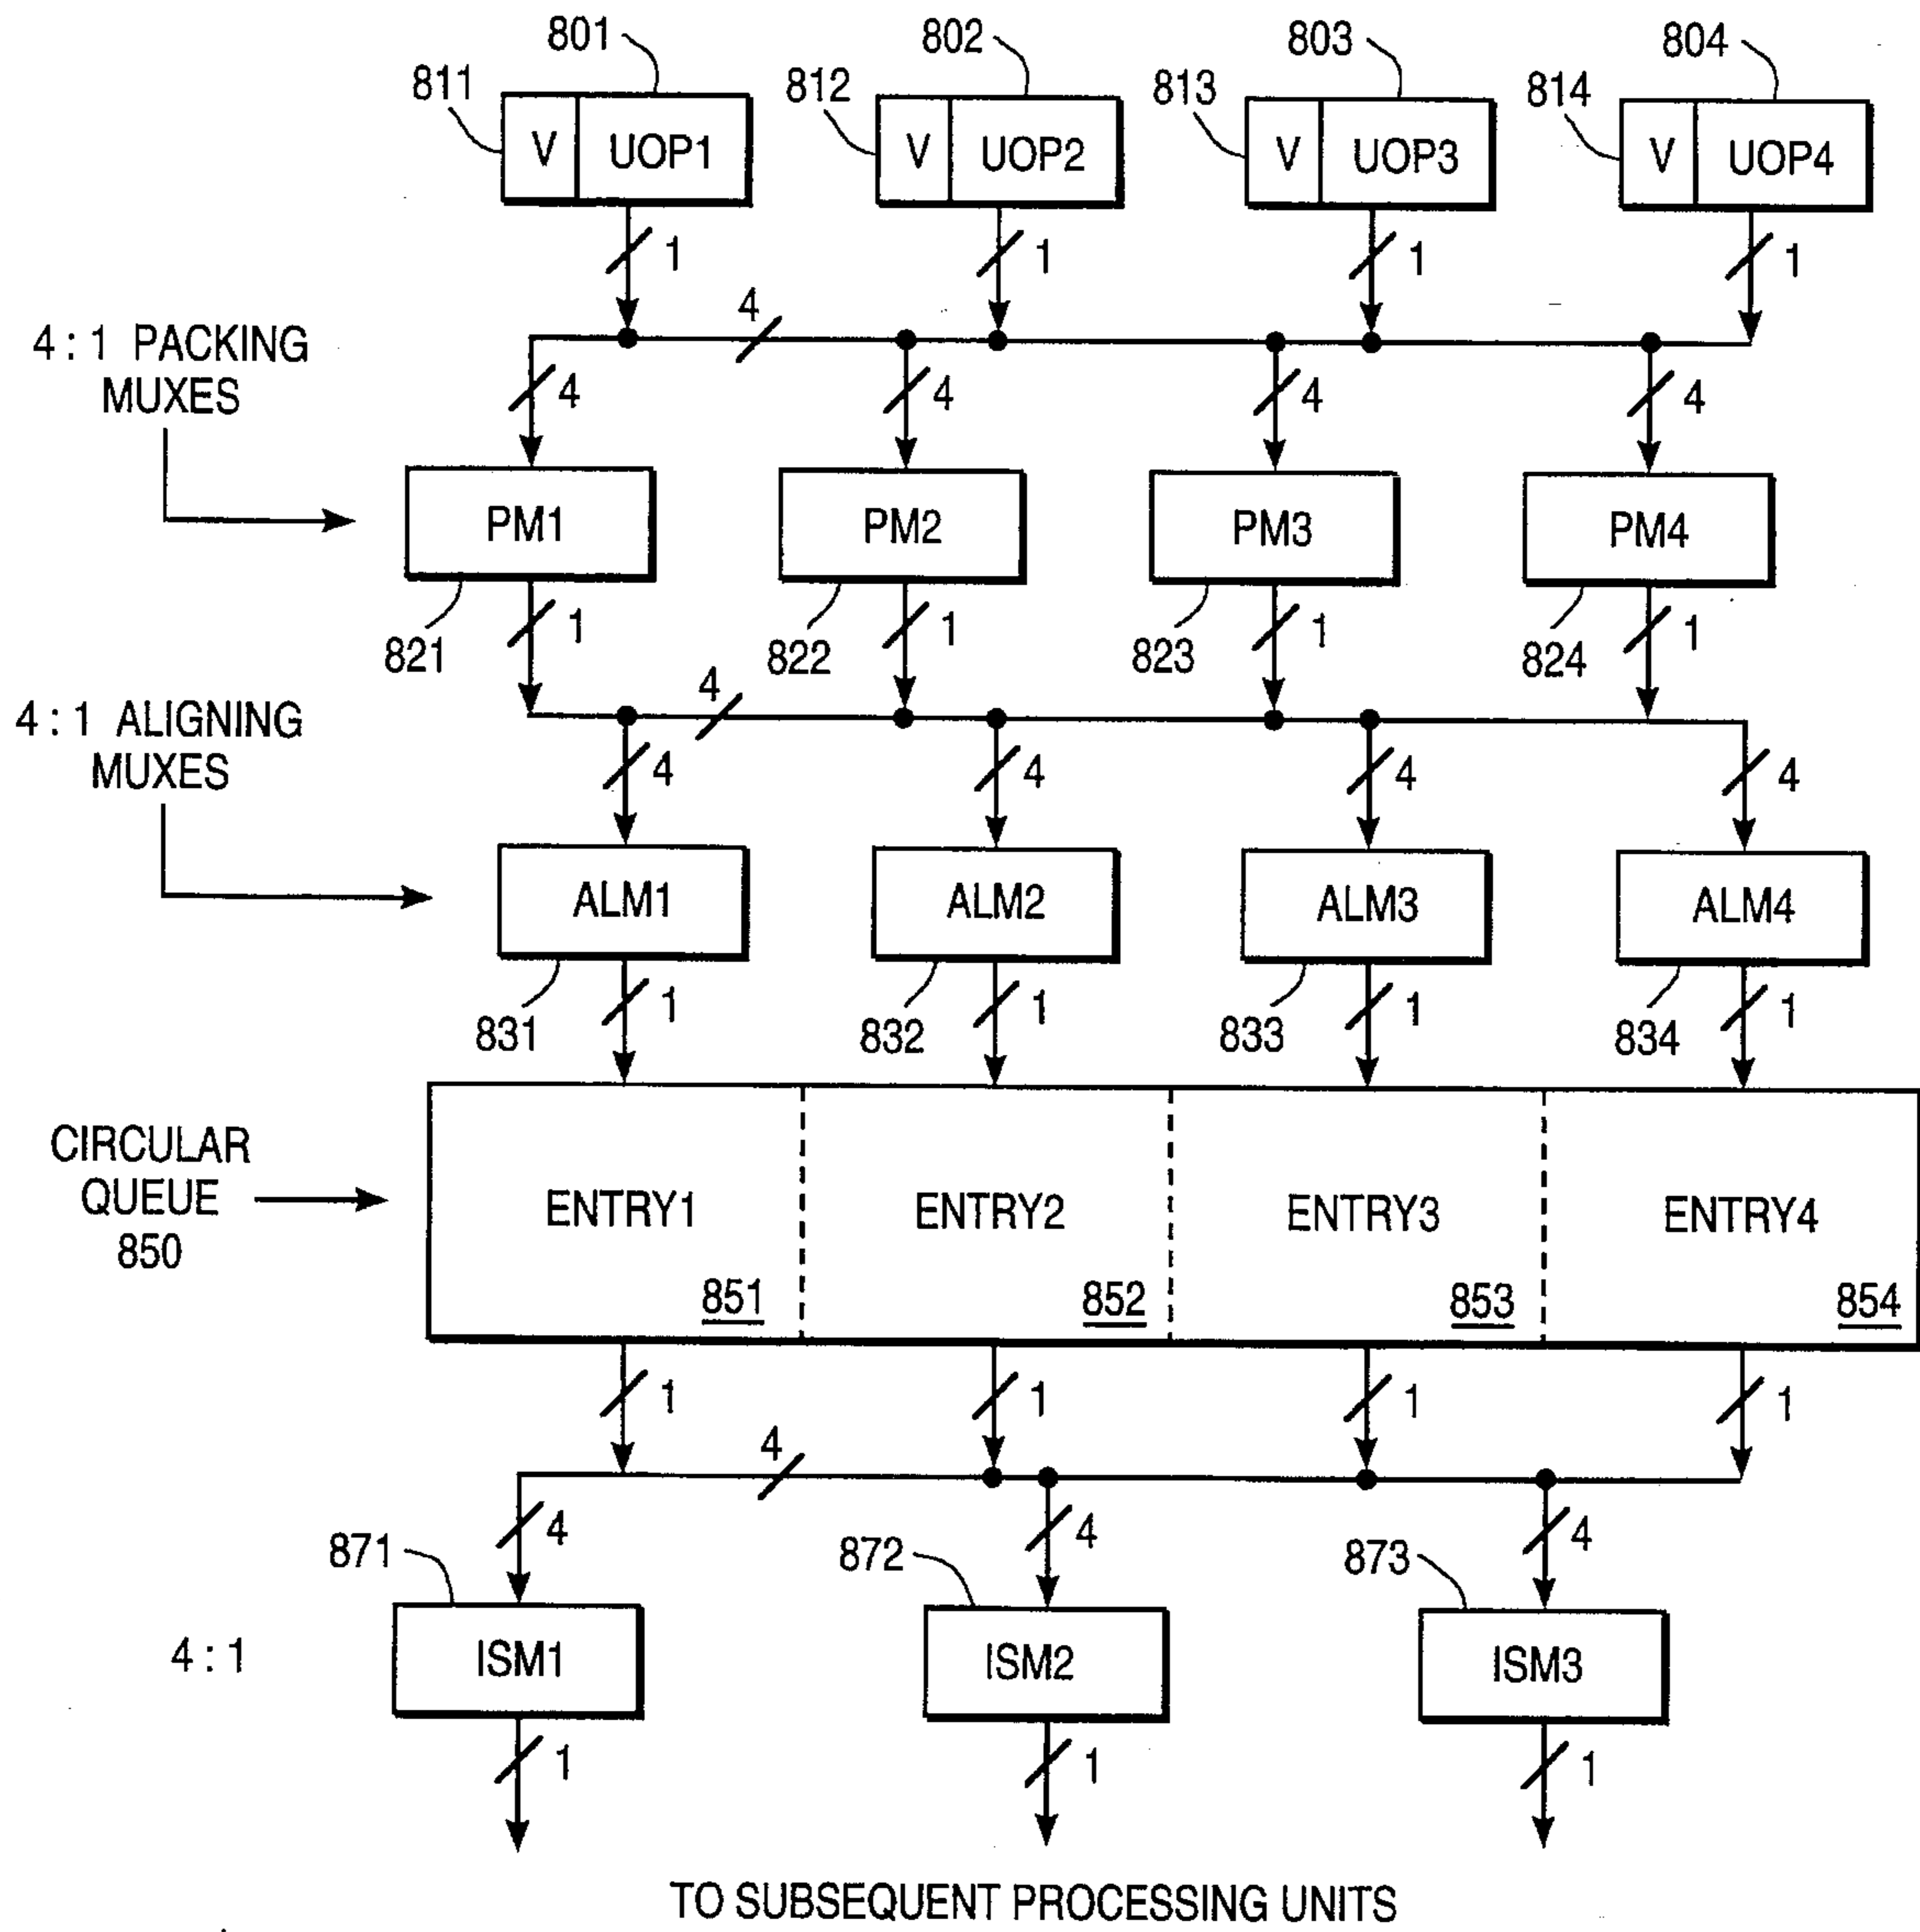 801
802
803
804
811
812
813
814
V UOP1
V UOP2
V UOP3
V UOP4
1
1
1
1
4
4 : 1 PACKING
MUXES
4
4
4
4
PM1
PM2
PM3
PM4
821
822
823
824
1
1
1
1
4
4 : 1 ALIGNING
MUXES
4
4
4
4
ALM1
ALM2
ALM3
ALM4
831
832
833
834
1
1
1
1
CIRCULAR
QUEUE
850
ENTRY1
ENTRY2
ENTRY3
ENTRY4
851
852
853
854
1
1
1
1
4
4
4
4
871
872
873
4 : 1
ISM1
ISM2
ISM3
1
1
1
TO SUBSEQUENT PROCESSING UNITS